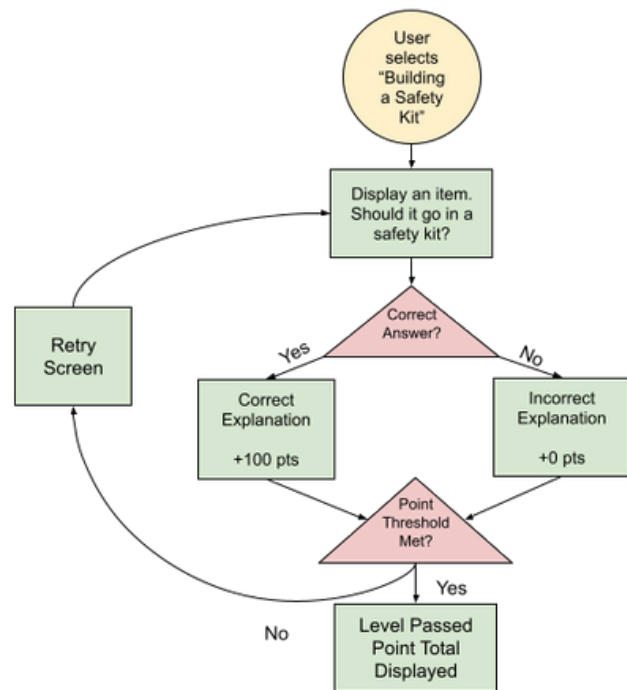 User
selects
“Building
a Safety
Kit”
Display an item.
Should it go in a
safety kit?
Correct
Answer?
Yes
No
Retry
Screen
Correct
Explanation
+100 pts
Incorrect
Explanation
+0 pts
Point
Threshold
Met?
Yes
No
Level Passed
Point Total
Displayed